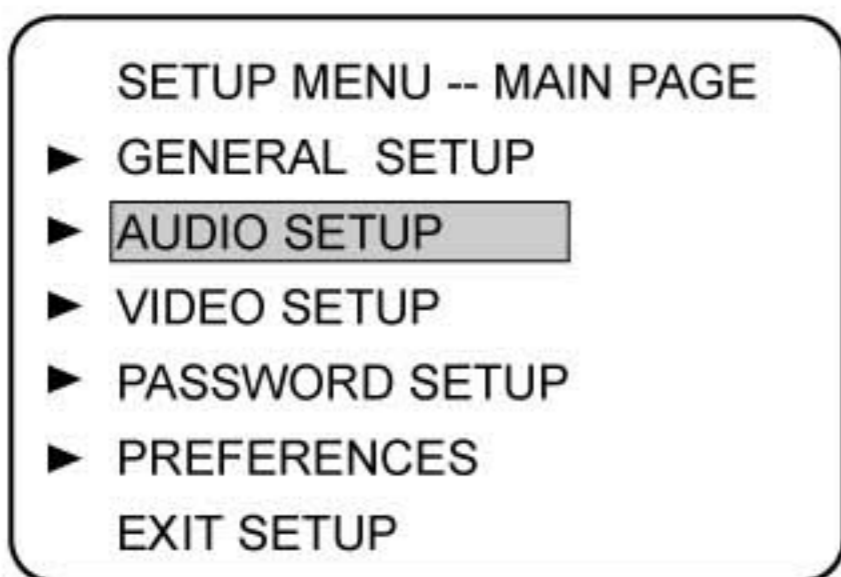 SETUP MENU -- MAIN PAGE
GENERAL SETUP
AUDIO SETUP
VIDEO SETUP
PASSWORD SETUP
PREFERENCES
EXIT SETUP